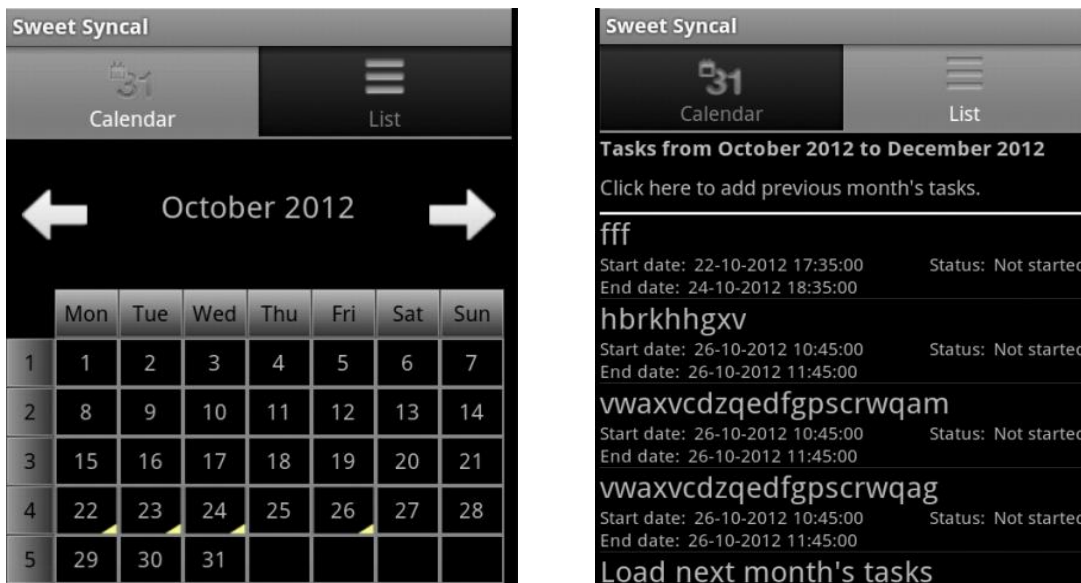 Sweet Syncal
31
Calendar
List
October 2012
Mon Tue Wed Thu Fri Sat Sun
1 1 2 3 4 5 6 7
2 8 9 10 11 12 13 14
3 15 16 17 18 19 20 21
4 22 23 24 25 26 27 28
5 29 30 31
Sweet Syncal
31
Calendar
List
Tasks from October 2012 to December 2012
Click here to add previous month's tasks.
fff
Start date: 22-10-2012 17:35:00 Status: Not started
End date: 24-10-2012 18:35:00
hbrkhhgxv
Start date: 26-10-2012 10:45:00 Status: Not started
End date: 26-10-2012 11:45:00
vwaxvcdzqedfgpscrwqam
Start date: 26-10-2012 10:45:00 Status: Not started
End date: 26-10-2012 11:45:00
vwaxvcdzqedfgpscrwqag
Start date: 26-10-2012 10:45:00 Status: Not started
End date: 26-10-2012 11:45:00
Load next month's tasks